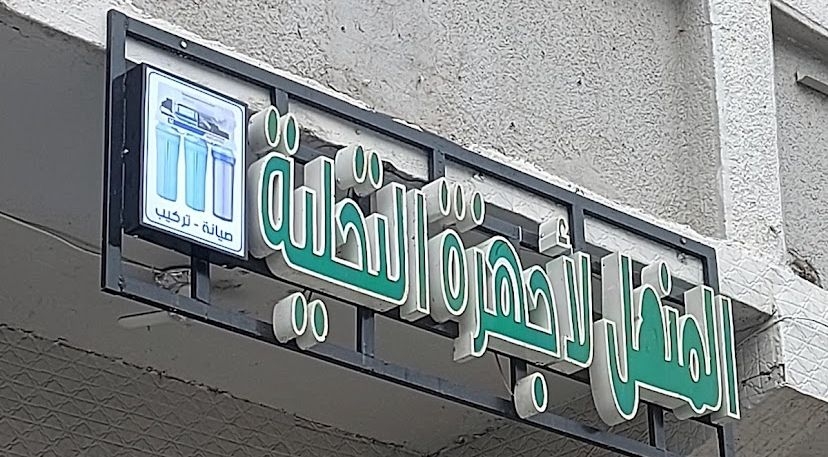 المنهل لأجهزة التحلية
صيانة - تركيب